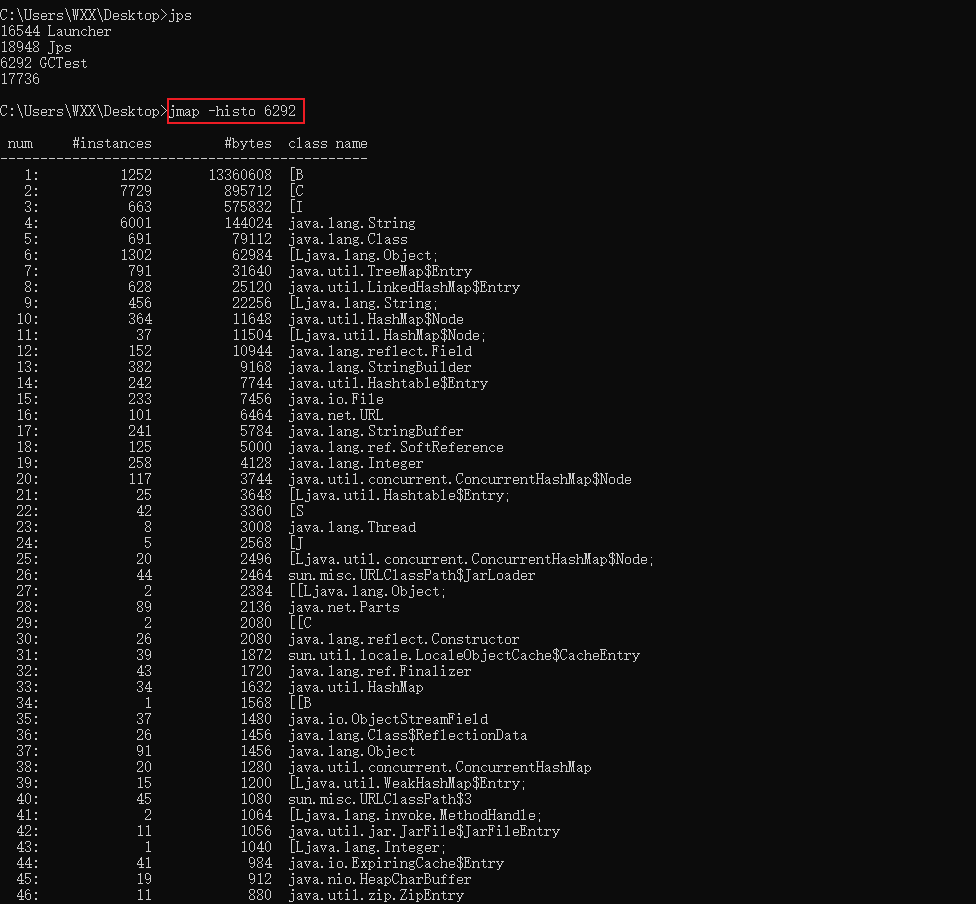 C:\Users\WXX\Desktop>jps
16544 Launcher
18948 Jps
6292 GCTest
17736
C:\Users\WXX\Desktop>jmap -histo 6292
num #instances #bytes class name
----------------------------------------------
1: 1252 13360608 [B
2: 7729 895712 [C
3: 663 575832 [I
4: 6001 144024 java.lang.String
5: 691 79112 java.lang.Class
6: 1302 62984 [Ljava.lang.Object;
7: 791 31640 java.util.TreeMap$Entry
8: 628 25120 java.util.LinkedHashMap$Entry
9: 456 22256 [Ljava.lang.String;
10: 364 11648 java.util.HashMap$Node
11: 37 11504 [Ljava.util.HashMap$Node;
12: 152 10944 java.lang.reflect.Field
13: 382 9168 java.lang.StringBuilder
14: 242 7744 java.util.Hashtable$Entry
15: 233 7456 java.io.File
16: 101 6464 java.net.URL
17: 241 5784 java.lang.StringBuffer
18: 125 5000 java.lang.ref.SoftReference
19: 258 4128 java.lang.Integer
20: 117 3744 java.util.concurrent.ConcurrentHashMap$Node
21: 25 3648 [Ljava.util.Hashtable$Entry;
22: 42 3360 [S
23: 8 3008 java.lang.Thread
24: 5 2568 [J
25: 20 2496 [Ljava.util.concurrent.ConcurrentHashMap$Node;
26: 44 2464 sun.misc.URLClassPath$JarLoader
27: 2 2384 [[Ljava.lang.Object;
28: 89 2136 java.net.Parts
29: 2 2080 [[C
30: 26 2080 java.lang.reflect.Constructor
31: 39 1872 sun.util.locale.LocaleObjectCache$CacheEntry
32: 43 1720 java.lang.ref.Finalizer
33: 34 1632 java.util.HashMap
34: 1 1568 [[B
35: 37 1480 java.io.ObjectStreamField
36: 26 1456 java.lang.Class$ReflectionData
37: 91 1456 java.lang.Object
38: 20 1280 java.util.concurrent.ConcurrentHashMap
39: 15 1200 [Ljava.util.WeakHashMap$Entry;
40: 45 1080 sun.misc.URLClassPath$3
41: 2 1064 [Ljava.lang.invoke.MethodHandle;
42: 11 1056 java.util.jar.JarFile$JarFileEntry
43: 1 1040 [Ljava.lang.Integer;
44: 41 984 java.io.ExpiringCache$Entry
45: 19 912 java.nio.HeapCharBuffer
46: 11 880 java.util.zip.ZipEntry